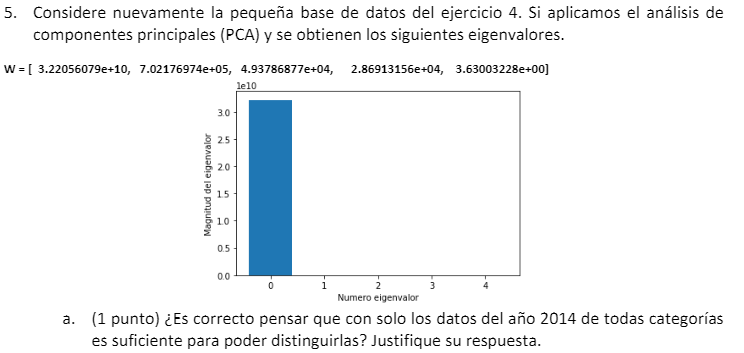 5. Considere nuevamente la pequeña base de datos del ejercicio 4. Si aplicamos el análisis de
componentes principales (PCA) y se obtienen los siguientes eigenvalores.
W = [ 3.22056079e+10, 7.02176974e+05, 4.93786877e+04, 2.86913156e+04, 3.63003228e+00]
1e10
3.0
2.5
2.0
1.5
1.0
0.5
0.0
Magnitud del eigenvalor
0 1 2 3 4
Numero eigenvalor
a. (1 punto) ¿Es correcto pensar que con solo los datos del año 2014 de todas categorías
es suficiente para poder distinguirlas? Justifique su respuesta.